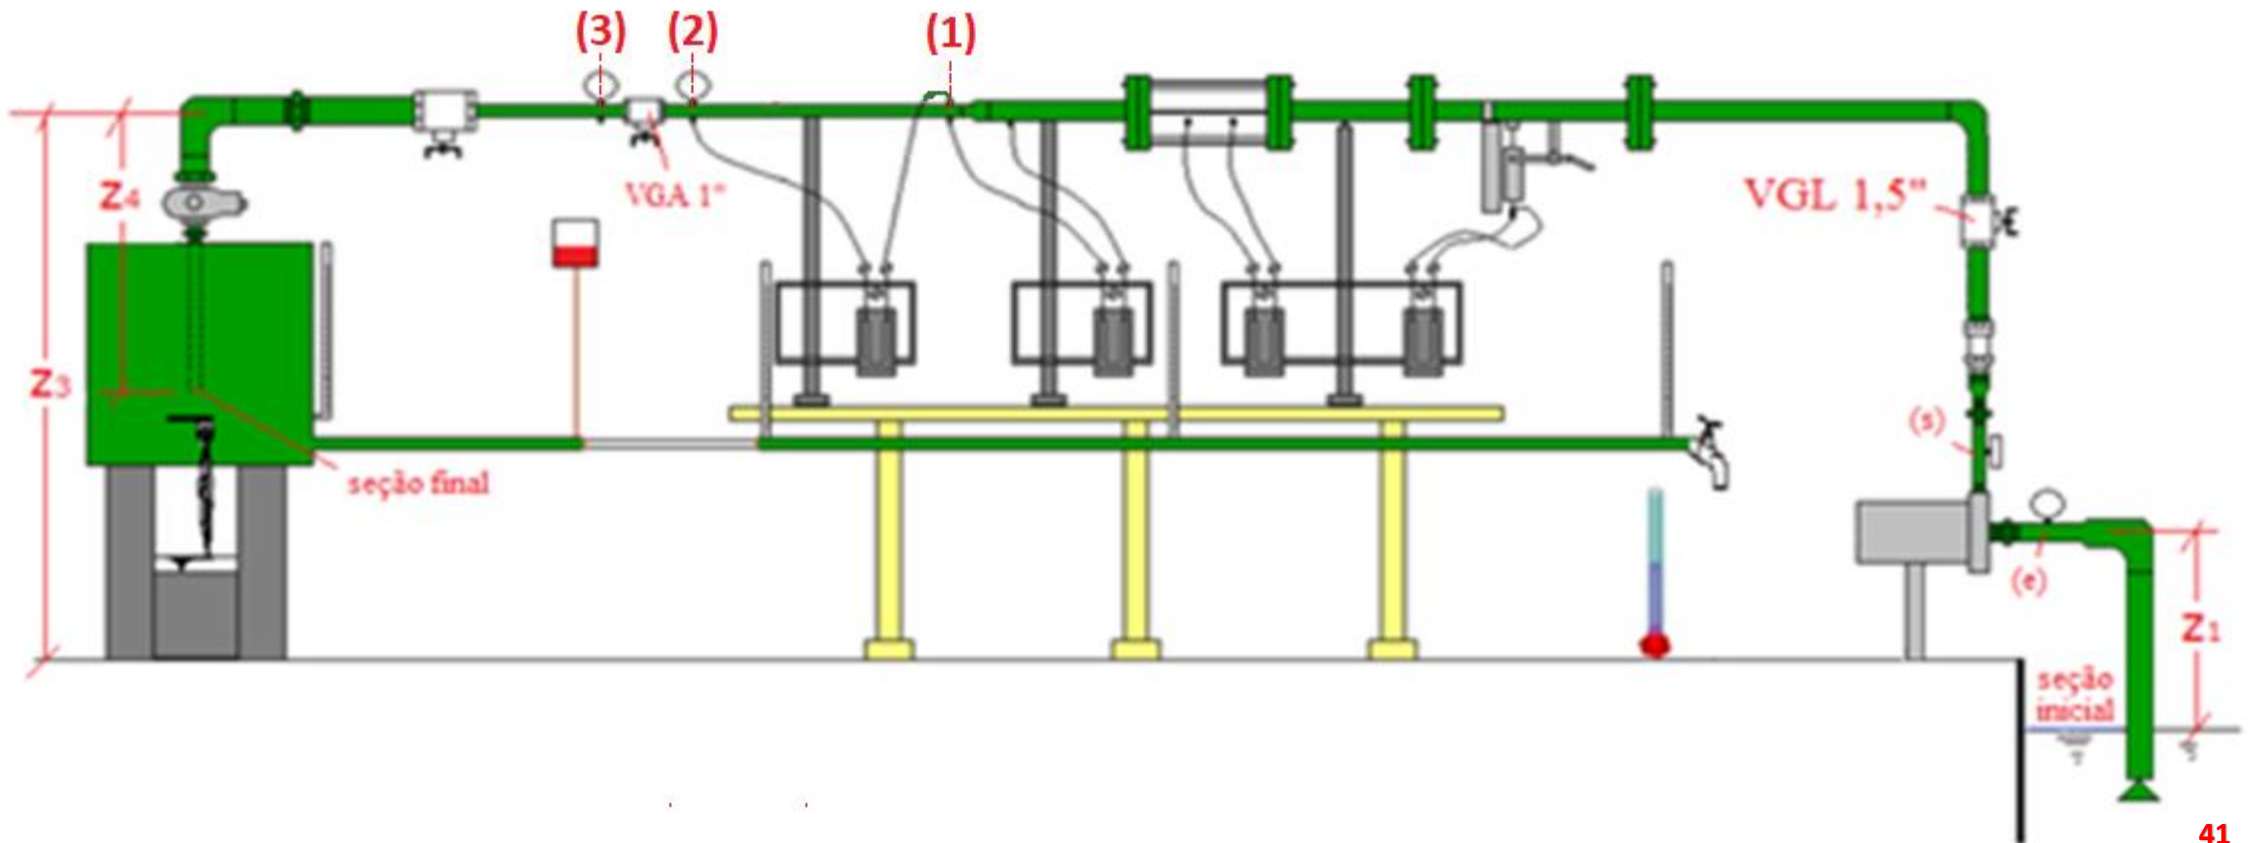 (3) (2) (1)
Z4
VGA 1"
VGL 1,5"
Z3
(s)
seção final
(e)
Z1
seção
inicial
41